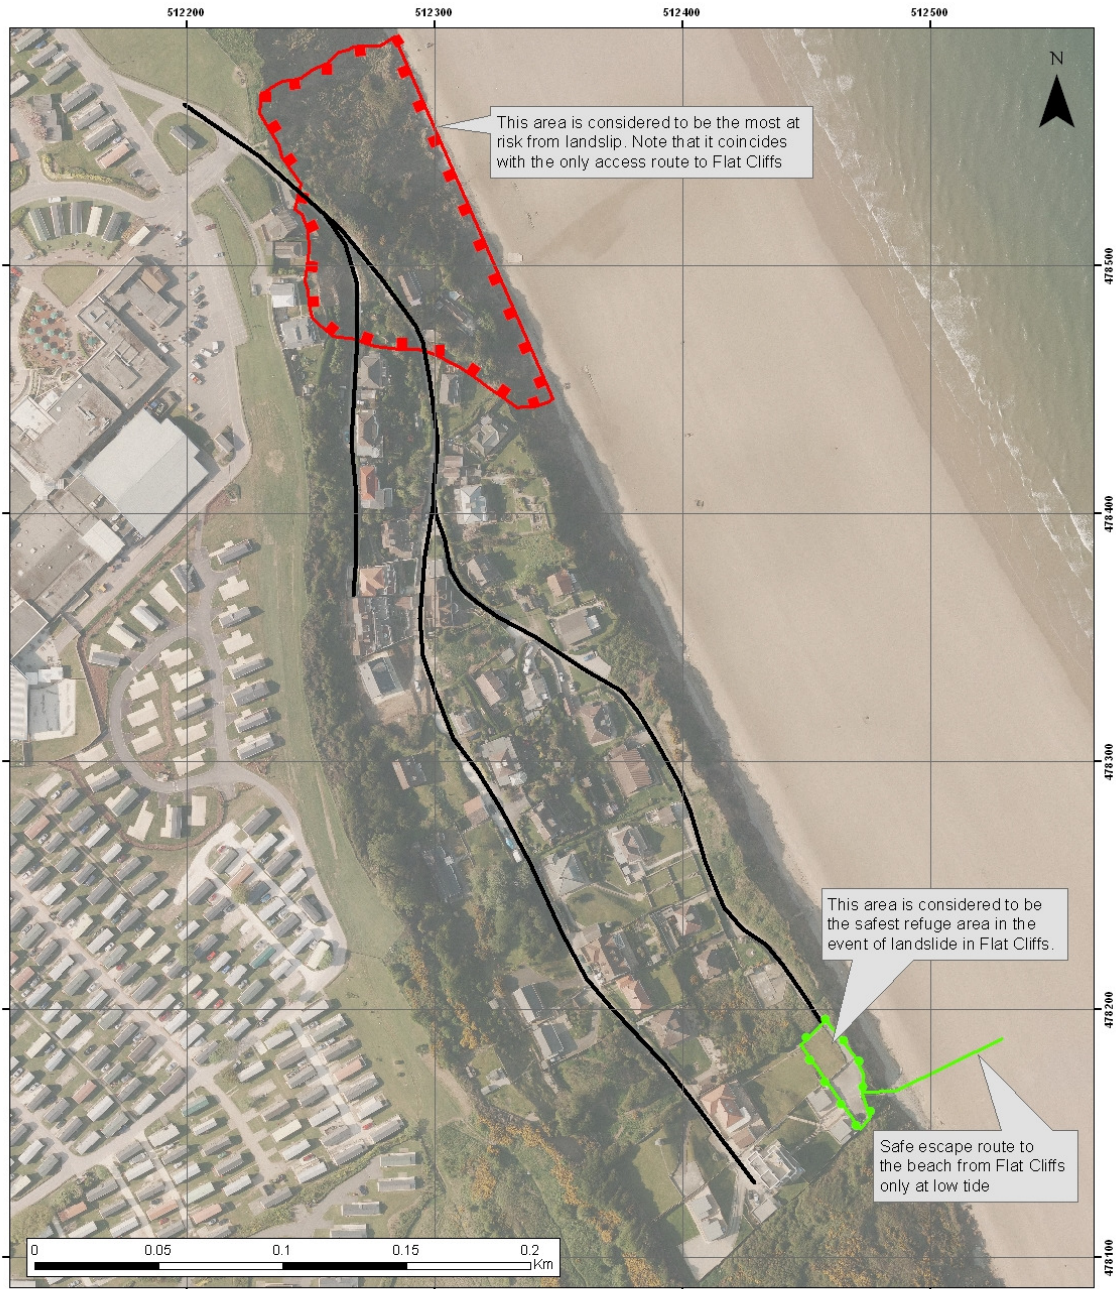 512200
512300
512400
512500
N
This area is considered to be the most at
risk from landslip. Note that it coincides
with the only access route to Flat Cliffs
478500
478400
478300
This area is considered to be
the safest refuge area in the
event of landslide in Flat Cliffs.
478200
Safe escape route to
the beach from Flat Cliffs
only at low tide
0 0.05 0.1 0.15 0.2
Km
478100